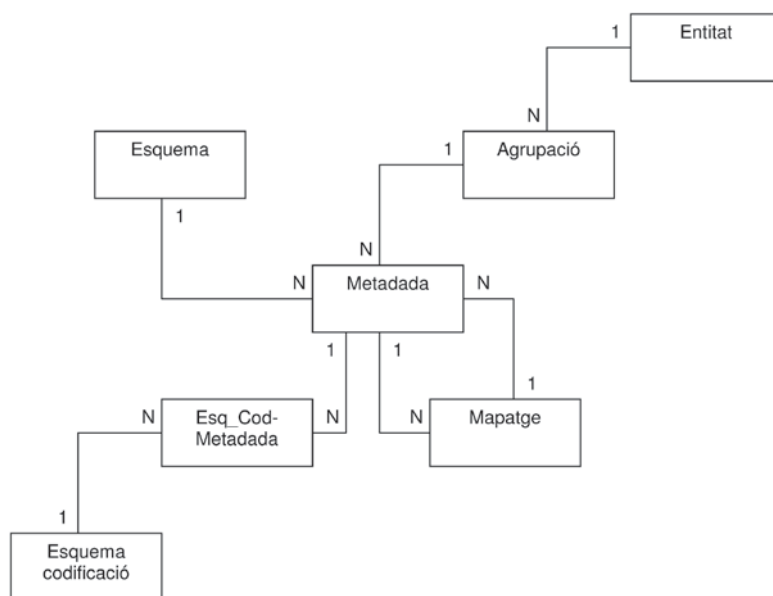 Entitat
1
N
Agrupació
1
Esquema
1
N
Metadada
N
N
1
1
1
Esq_Cod-
Metadada
N
N
N
Mapatge
1
Esquema
codificació